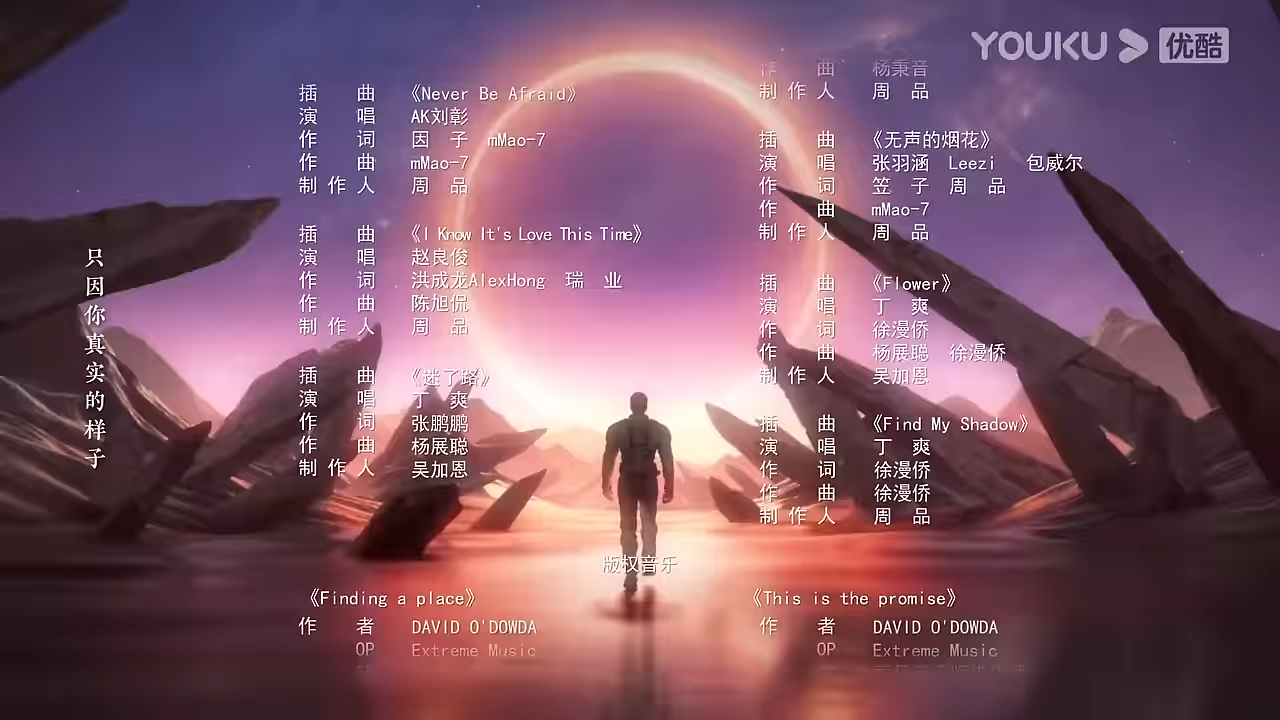 YOUKU 优酷
只因你真实的样子
插 曲 《Never Be Afraid》
演 唱 AK刘彰
作 词 因 子 mMao-7
作 曲 mMao-7
制 作 人 周 品
插 曲 《I Know It's Love This Time》
演 唱 赵良俊
作 词 洪成龙AlexHong 瑞 业
作 曲 陈旭侃
制 作 人 周 品
插 曲 《迷了路》
演 唱 丁 爽
作 词 张鹏鹏
作 曲 杨展聪
制 作 人 吴加恩
作 曲 杨秉音
制 作 人 周 品
插 曲 《无声的烟花》
演 唱 张羽涵 Leezi 包威尔
作 词 笠 子 周 品
作 曲 mMao-7
制 作 人 周 品
插 曲 《Flower》
演 唱 丁 爽
作 词 徐漫侨
作 曲 杨展聪 徐漫侨
制 作 人 吴加恩
插 曲 《Find My Shadow》
演 唱 丁 爽
作 词 徐漫侨
作 曲 徐漫侨
制 作 人 周 品
版权音乐
《Finding a place》
作 者 DAVID O'DOWDA
OP Extreme Music
《This is the promise》
作 者 DAVID O'DOWDA
OP Extreme Music